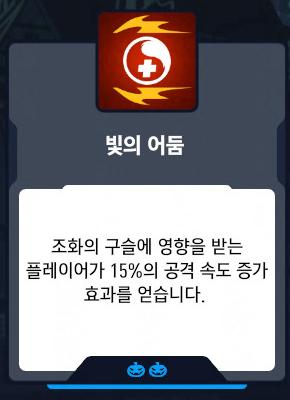 빛의 어둠
조화의 구슬에 영향을 받는
플레이어가 15%의 공격 속도 증가
효과를 얻습니다.